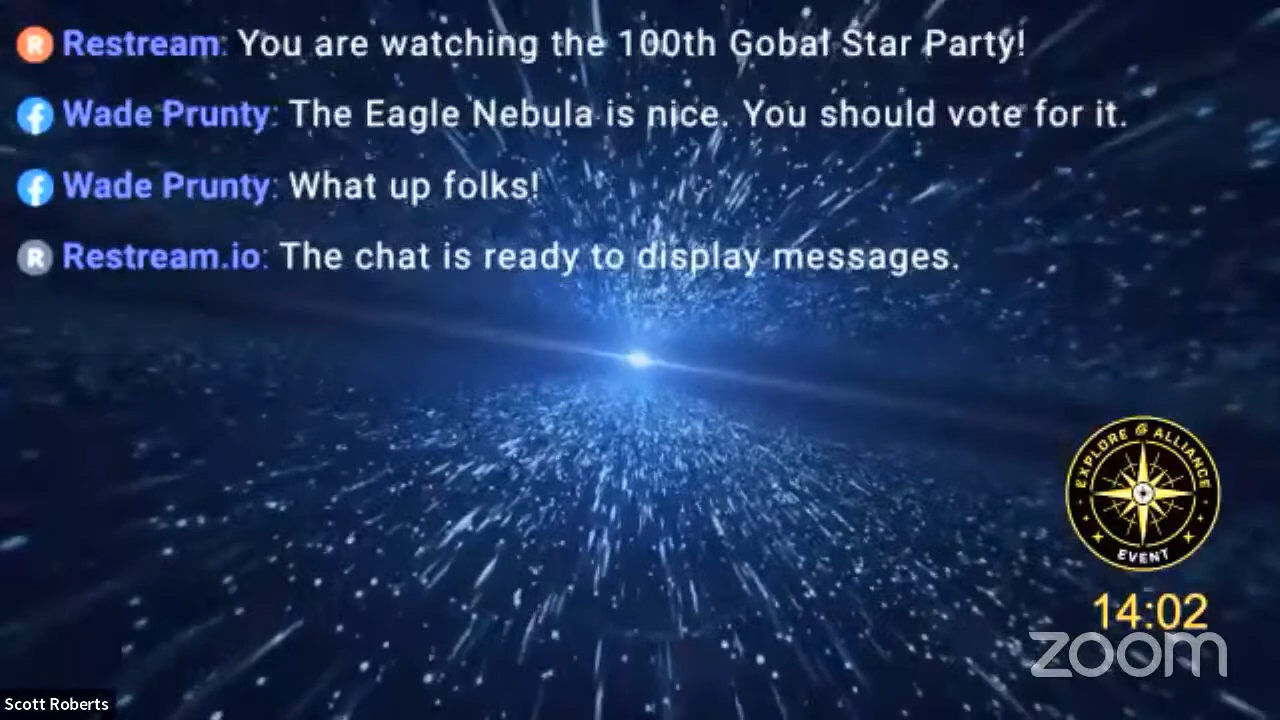 Restream: You are watching the 100th Gobal Star Party!
Wade Prunty: The Eagle Nebula is nice. You should vote for it.
Wade Prunty: What up folks!
Restream.io: The chat is ready to display messages.
EXPLORE ALLIANCE
EVENT
14:02
zoom
Scott Roberts